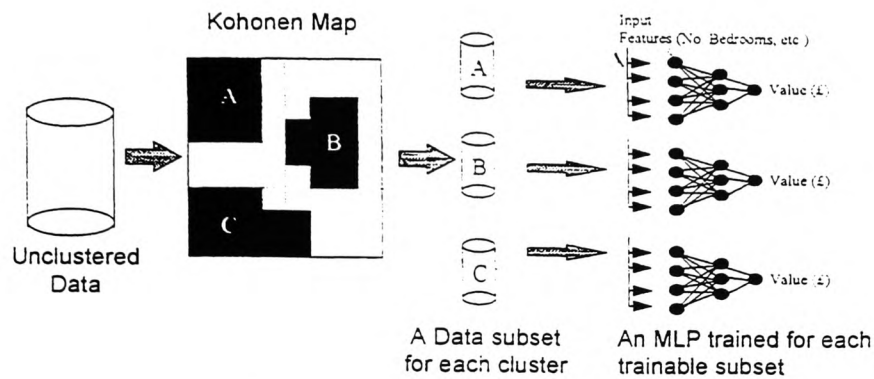 Kohonen Map
Input
Features (No. Bedrooms, etc.)
A
B
C
A
B
C
Value (£)
Value (£)
Value (£)
Unclustered
Data
A Data subset
for each cluster
An MLP trained for each
trainable subset